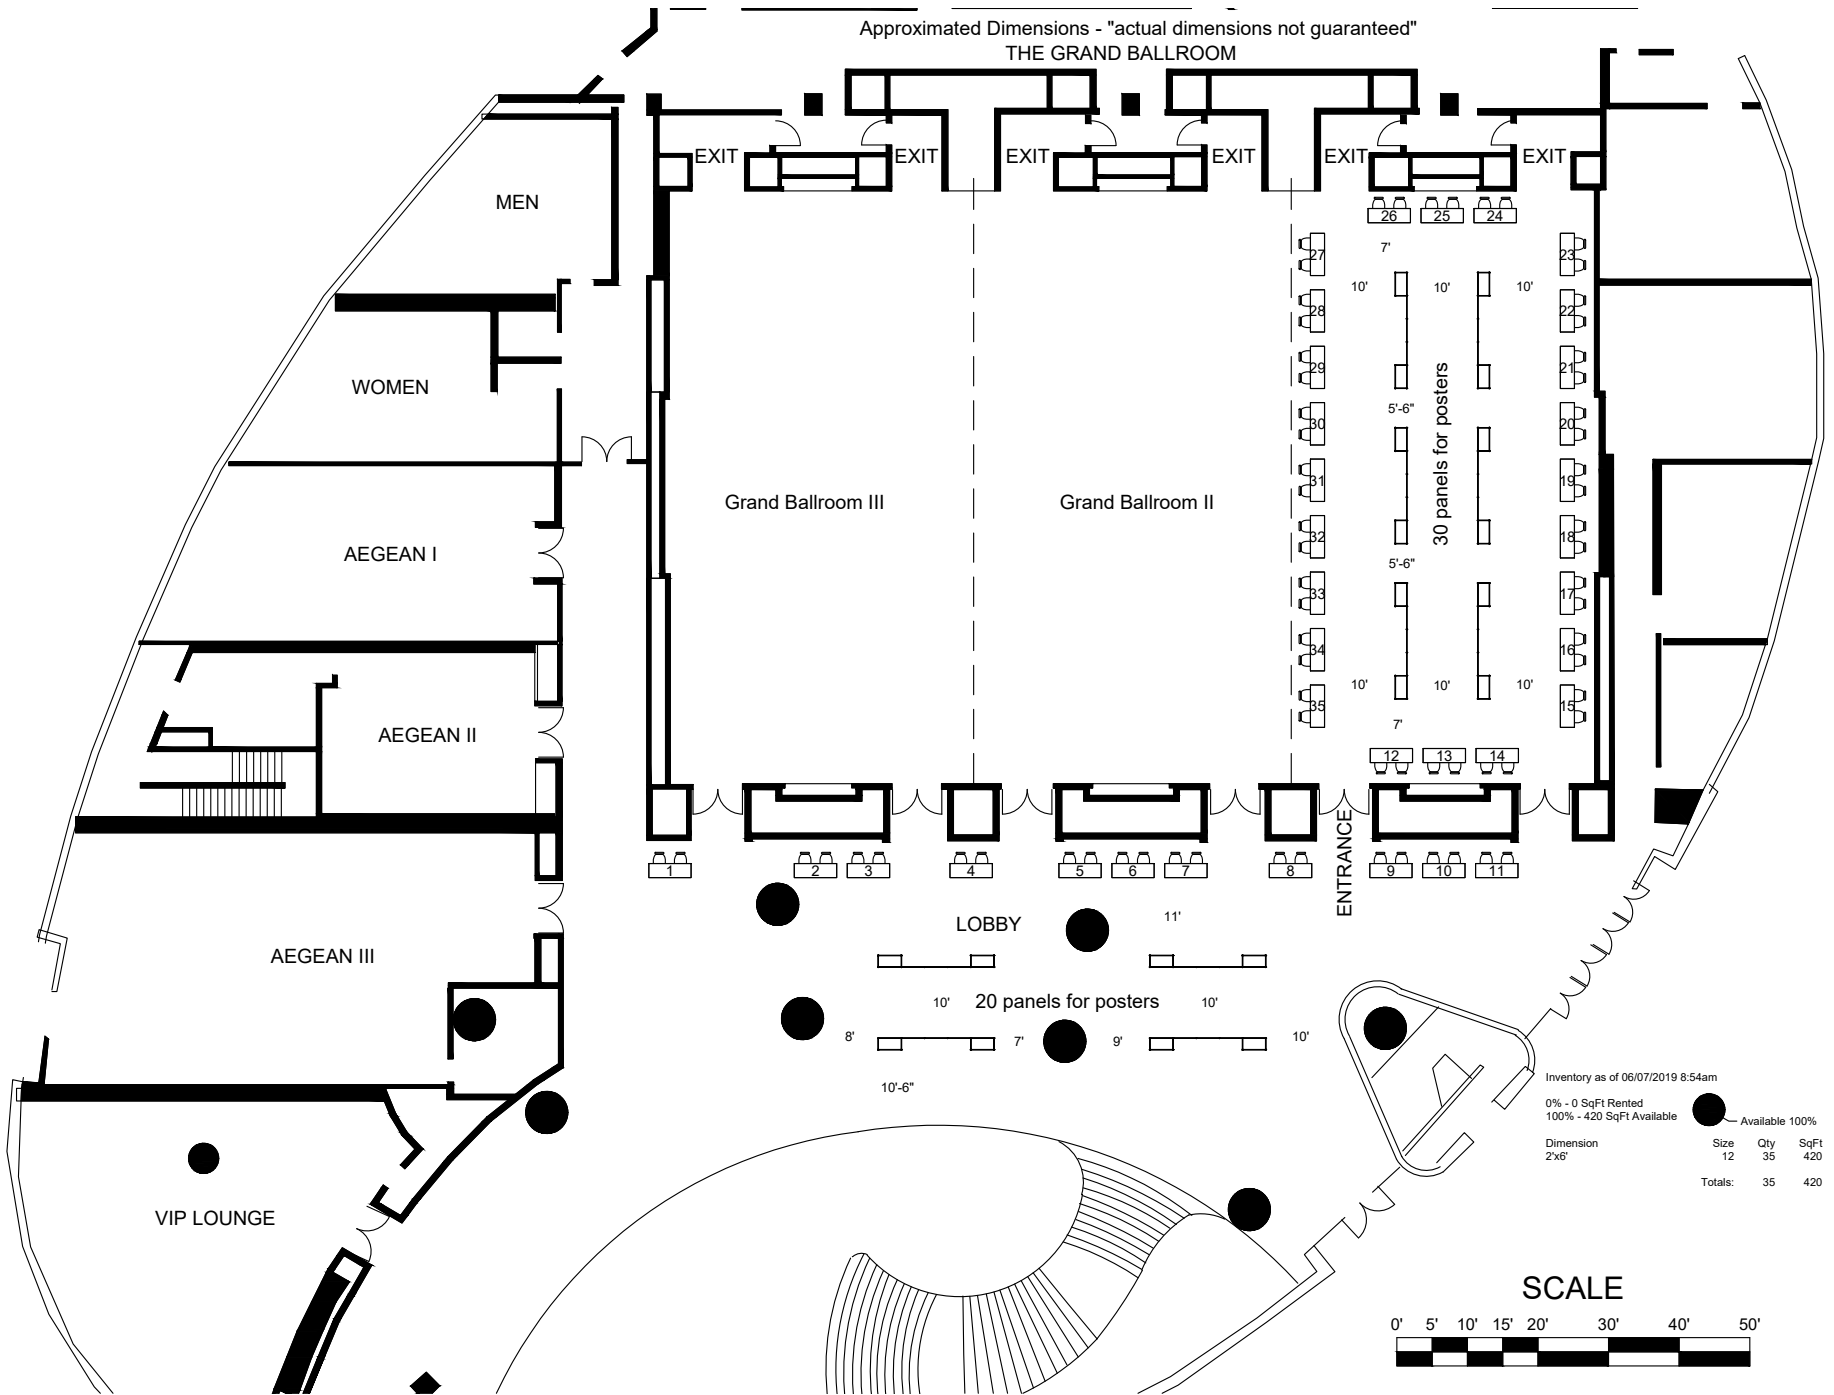 Approximated Dimensions - "actual dimensions not guaranteed"
THE GRAND BALLROOM
EXIT
EXIT
EXIT
EXIT
EXIT
EXIT
MEN
26
25
24
27
7'
23
10'
10'
10'
28
22
29
21
WOMEN
5'-6"
30
20
30 panels for posters
31
19
Grand Ballroom III
Grand Ballroom II
32
18
AEGEAN I
5'-6"
33
17
34
16
10'
10'
10'
35
15
7'
AEGEAN II
12
13
14
ENTRANCE
1
2
3
4
5
6
7
8
9
10
11
11'
LOBBY
AEGEAN III
10'
20 panels for posters
10'
8'
7'
9'
10'
10'-6"
Inventory as of 06/07/2019 8:54am
0% - 0 SqFt Rented
100% - 420 SqFt Available
Available 100%
Dimension Size Qty SqFt
2'x6' 12 35 420
Totals: 35 420
VIP LOUNGE
SCALE
0' 5' 10' 15' 20' 30' 40' 50'